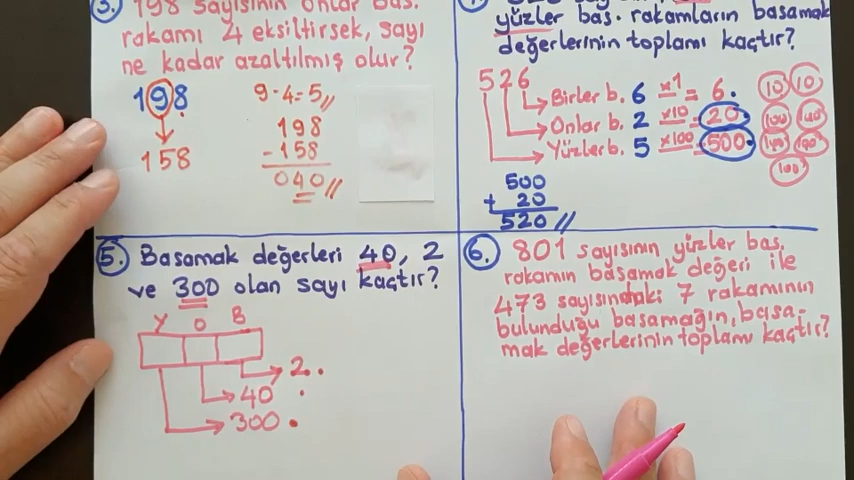 3. 198 sayısının onlar bas.
rakamı 4 eksiltirsek, sayı
ne kadar azaltılmış olur?
198
158
9-4=5//
198
-158
040//
yüzler bas. rakamların basamak
değerlerinin toplamı kaçtır?
526
Birler b. 6 x1 = 6.
Onlar b. 2 x10 = 20.
Yüzler b. 5 x100 = 500.
10 10
100 100
100 100
100
500
+ 20
520//
5. Basamak değerleri 40, 2
ve 300 olan sayı kaçtır?
Y O B
2.
40
300
6. 801 sayısının yüzler bas.
rakamın basamak değeri ile
473 sayısındaki 7 rakamının
bulunduğu basamağın, basa-
mak değerlerinin toplamı kaçtır?